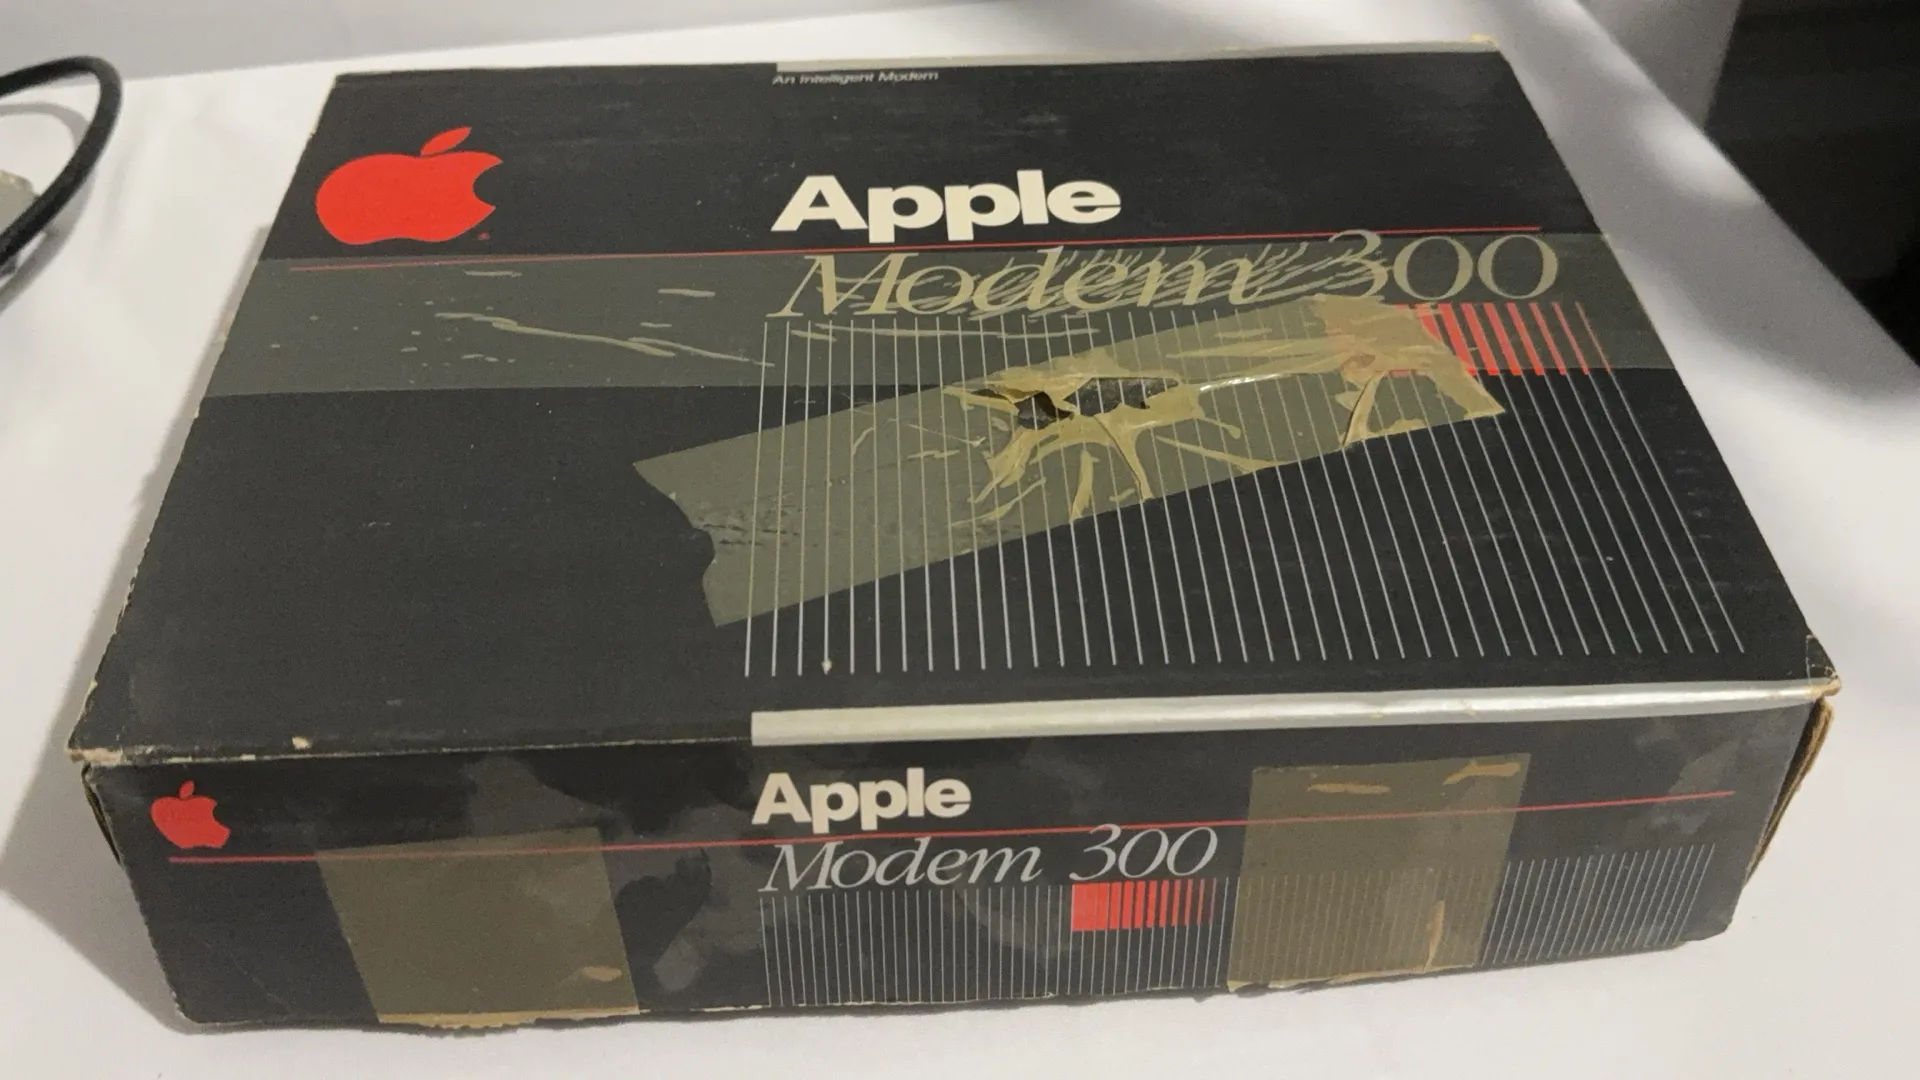 An Intelligent Modem
Apple
Modem 300
Apple
Modem 300